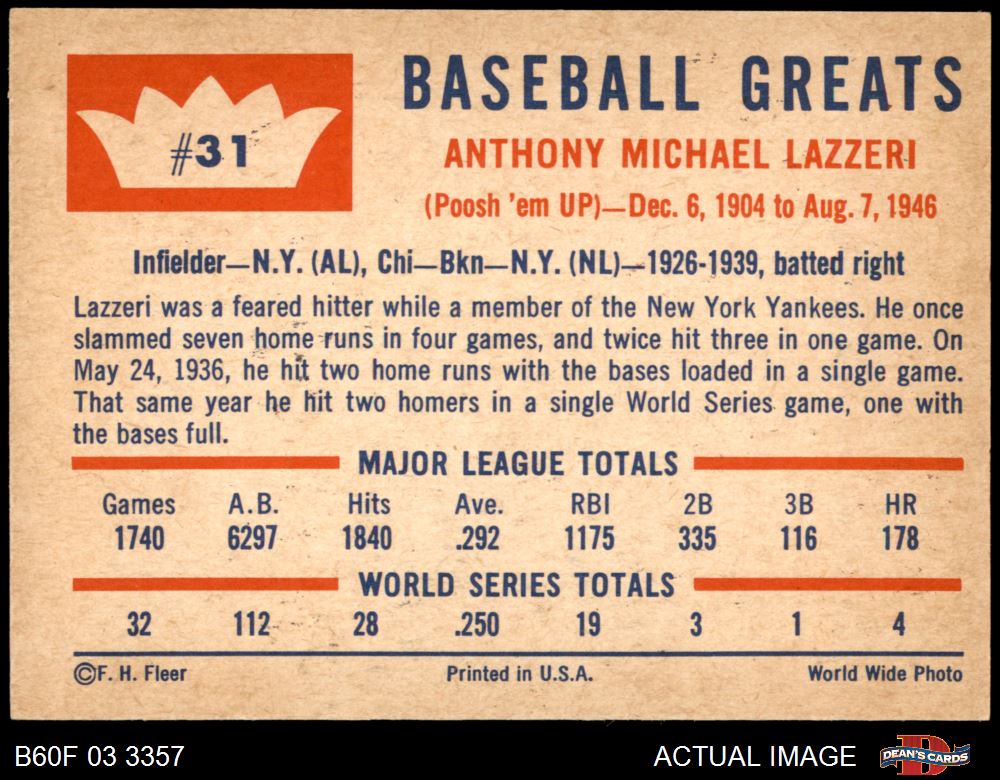 #31
BASEBALL GREATS
ANTHONY MICHAEL LAZZERI
(Poosh 'em UP)—Dec. 6, 1904 to Aug. 7, 1946
Infielder—N.Y. (AL), Chi—Bkn—N.Y. (NL)—1926-1939, batted right
Lazzeri was a feared hitter while a member of the New York Yankees. He once
slammed seven home runs in four games, and twice hit three in one game. On
May 24, 1936, he hit two home runs with the bases loaded in a single game.
That same year he hit two homers in a single World Series game, one with
the bases full.
MAJOR LEAGUE TOTALS
Games A.B. Hits Ave. RBI 2B 3B HR
1740 6297 1840 .292 1175 335 116 178
WORLD SERIES TOTALS
32 112 28 .250 19 3 1 4
©F. H. Fleer Printed in U.S.A. World Wide Photo
B60F 03 3357 ACTUAL IMAGE DEAN'S CARDS